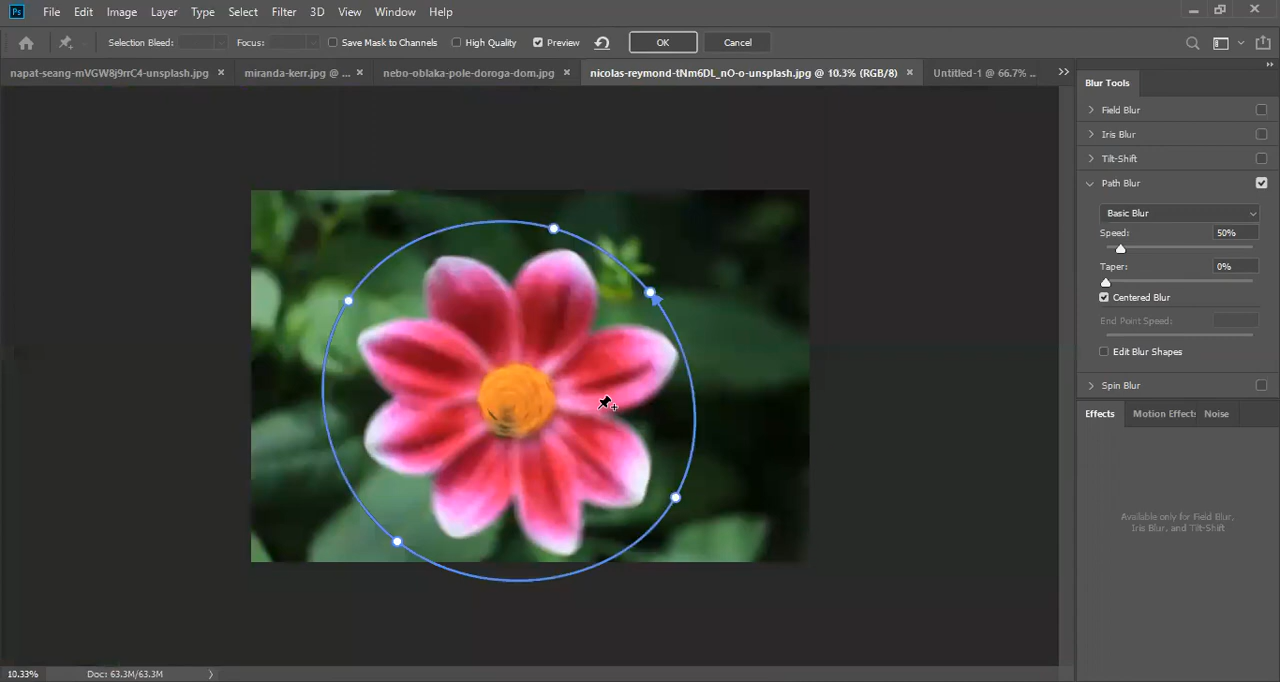 Ps File Edit Image Layer Type Select Filter 3D View Window Help
Selection Bleed: Focus: Save Mask to Channels High Quality Preview OK Cancel
napat-seang-mVGW8j9rrC4-unsplash.jpg × miranda-kerr.jpg @ ... × nebo-oblaka-pole-doroga-dom.jpg × nicolas-reymond-tNm6DL_nO-o-unsplash.jpg @ 10.3% (RGB/8) × Untitled-1 @ 66.7% ..
Blur Tools
Field Blur
Iris Blur
Tilt-Shift
Path Blur
Basic Blur
Speed: 50%
Taper: 0%
Centered Blur
End Point Speed:
Edit Blur Shapes
Spin Blur
Effects Motion Effects Noise
Available only for Field Blur,
Iris Blur, and Tilt-Shift
10.33% Doc: 63.3M/63.3M